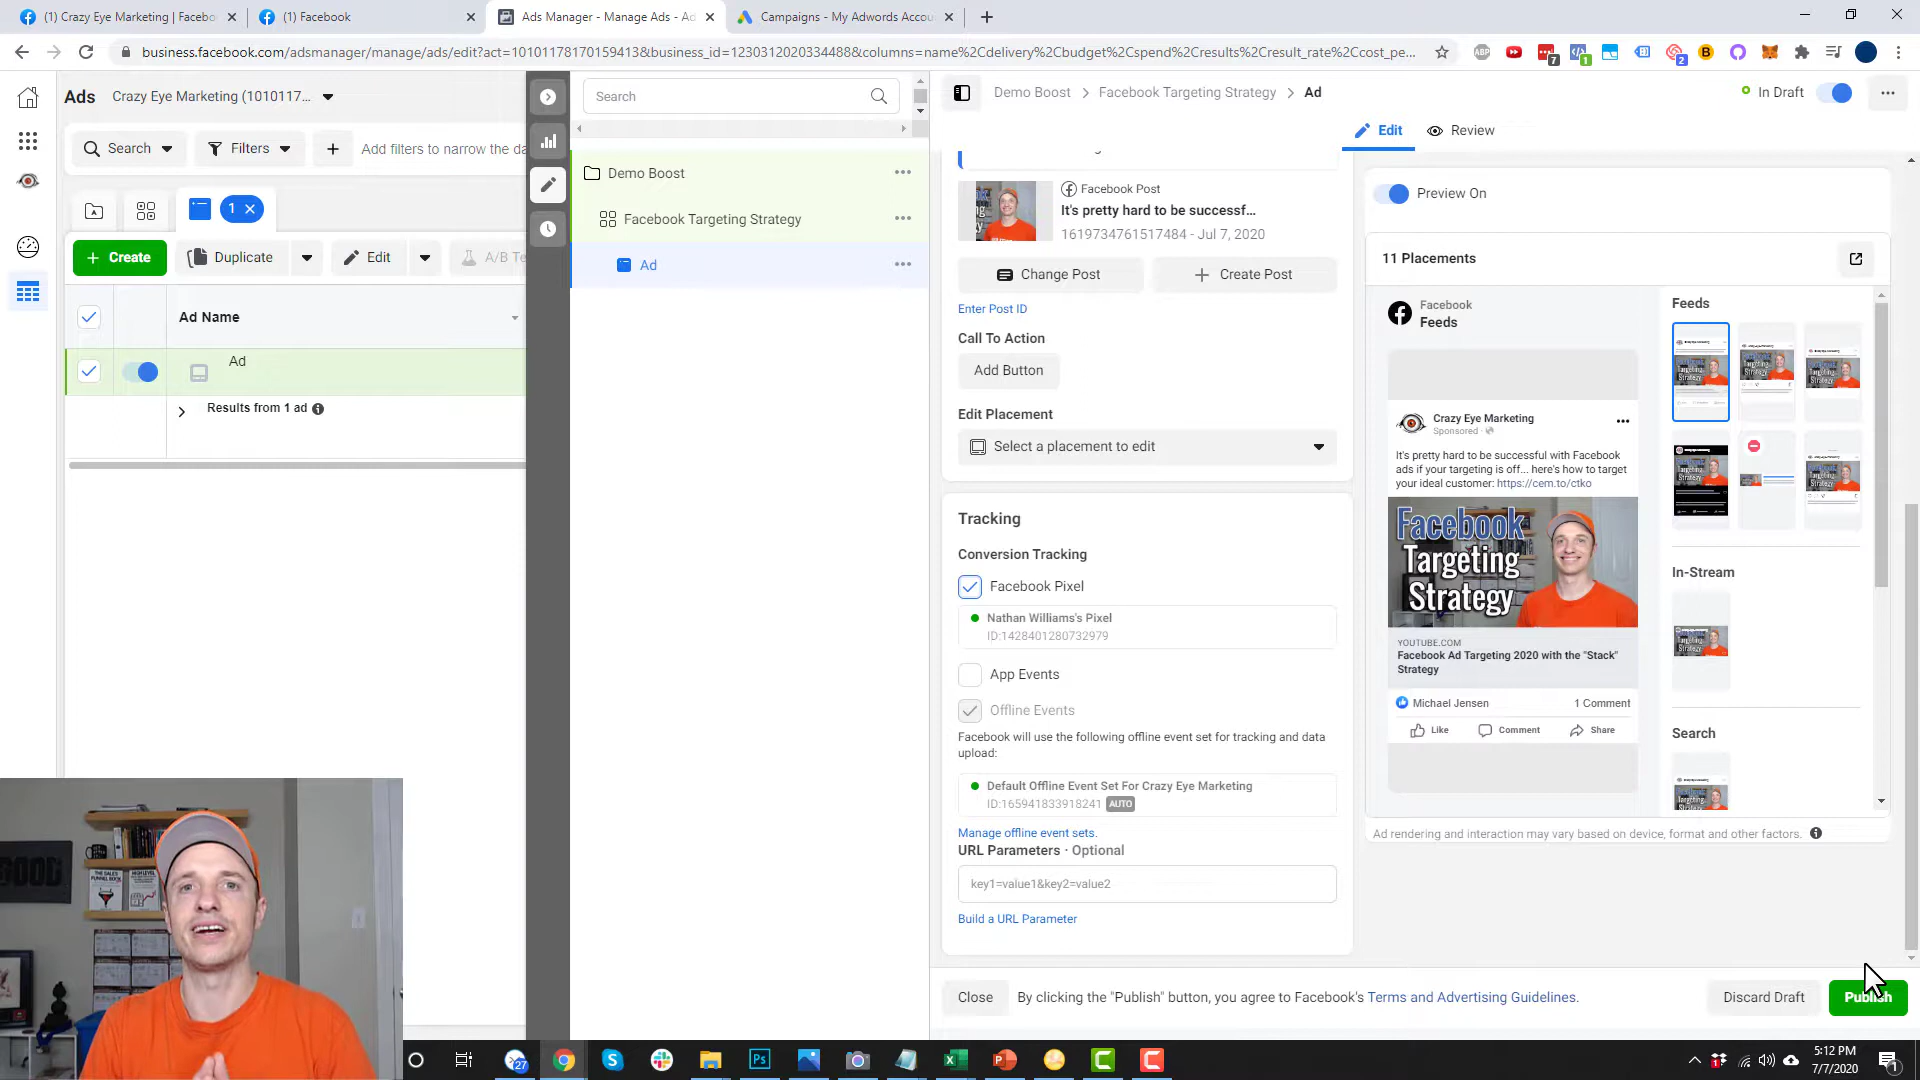 (1) Crazy Eye Marketing | Facebo
(1) Facebook
Ads Manager - Manage Ads - Ad
Campaigns - My Adwords Accou
business.facebook.com/adsmanager/manage/ads/edit?act=101011781701594​13&business_id=1230312020334488&columns=name%2Cdelivery%2Cbudget%2Cspend%2Cresults%2Cresult_rate%2Ccost_pe...
ABP
7
1
2
Ads
Crazy Eye Marketing (1010117...
Search
Filters
Add filters to narrow the da
1
Create
Duplicate
Edit
A/B Te
Ad Name
Ad
Results from 1 ad
Search
Demo Boost
Facebook Targeting Strategy
Ad
Demo Boost > Facebook Targeting Strategy > Ad
In Draft
Edit
Review
Facebook Post
It's pretty hard to be successf...
1619734761517484 - Jul 7, 2020
Change Post
Create Post
Enter Post ID
Call To Action
Add Button
Edit Placement
Select a placement to edit
Tracking
Conversion Tracking
Facebook Pixel
Nathan Williams's Pixel
ID:1428401280732979
App Events
Offline Events
Facebook will use the following offline event set for tracking and data
upload:
Default Offline Event Set For Crazy Eye Marketing
ID:165941833918241 AUTO
Manage offline event sets.
URL Parameters · Optional
key1=value1&key2=value2
Build a URL Parameter
Preview On
11 Placements
Facebook
Feeds
Crazy Eye Marketing
Sponsored ·
It's pretty hard to be successful with Facebook
ads if your targeting is off... here's how to target
your ideal customer: https://cem.to/ctko
Facebook
Targeting
Strategy
YOUTUBE.COM
Facebook Ad Targeting 2020 with the "Stack"
Strategy
Michael Jensen
1 Comment
Like
Comment
Share
Feeds
In-Stream
Search
Ad rendering and interaction may vary based on device, format and other factors.
Close
By clicking the "Publish" button, you agree to Facebook's Terms and Advertising Guidelines.
Discard Draft
Publish
27
5:12 PM
7/7/2020
1